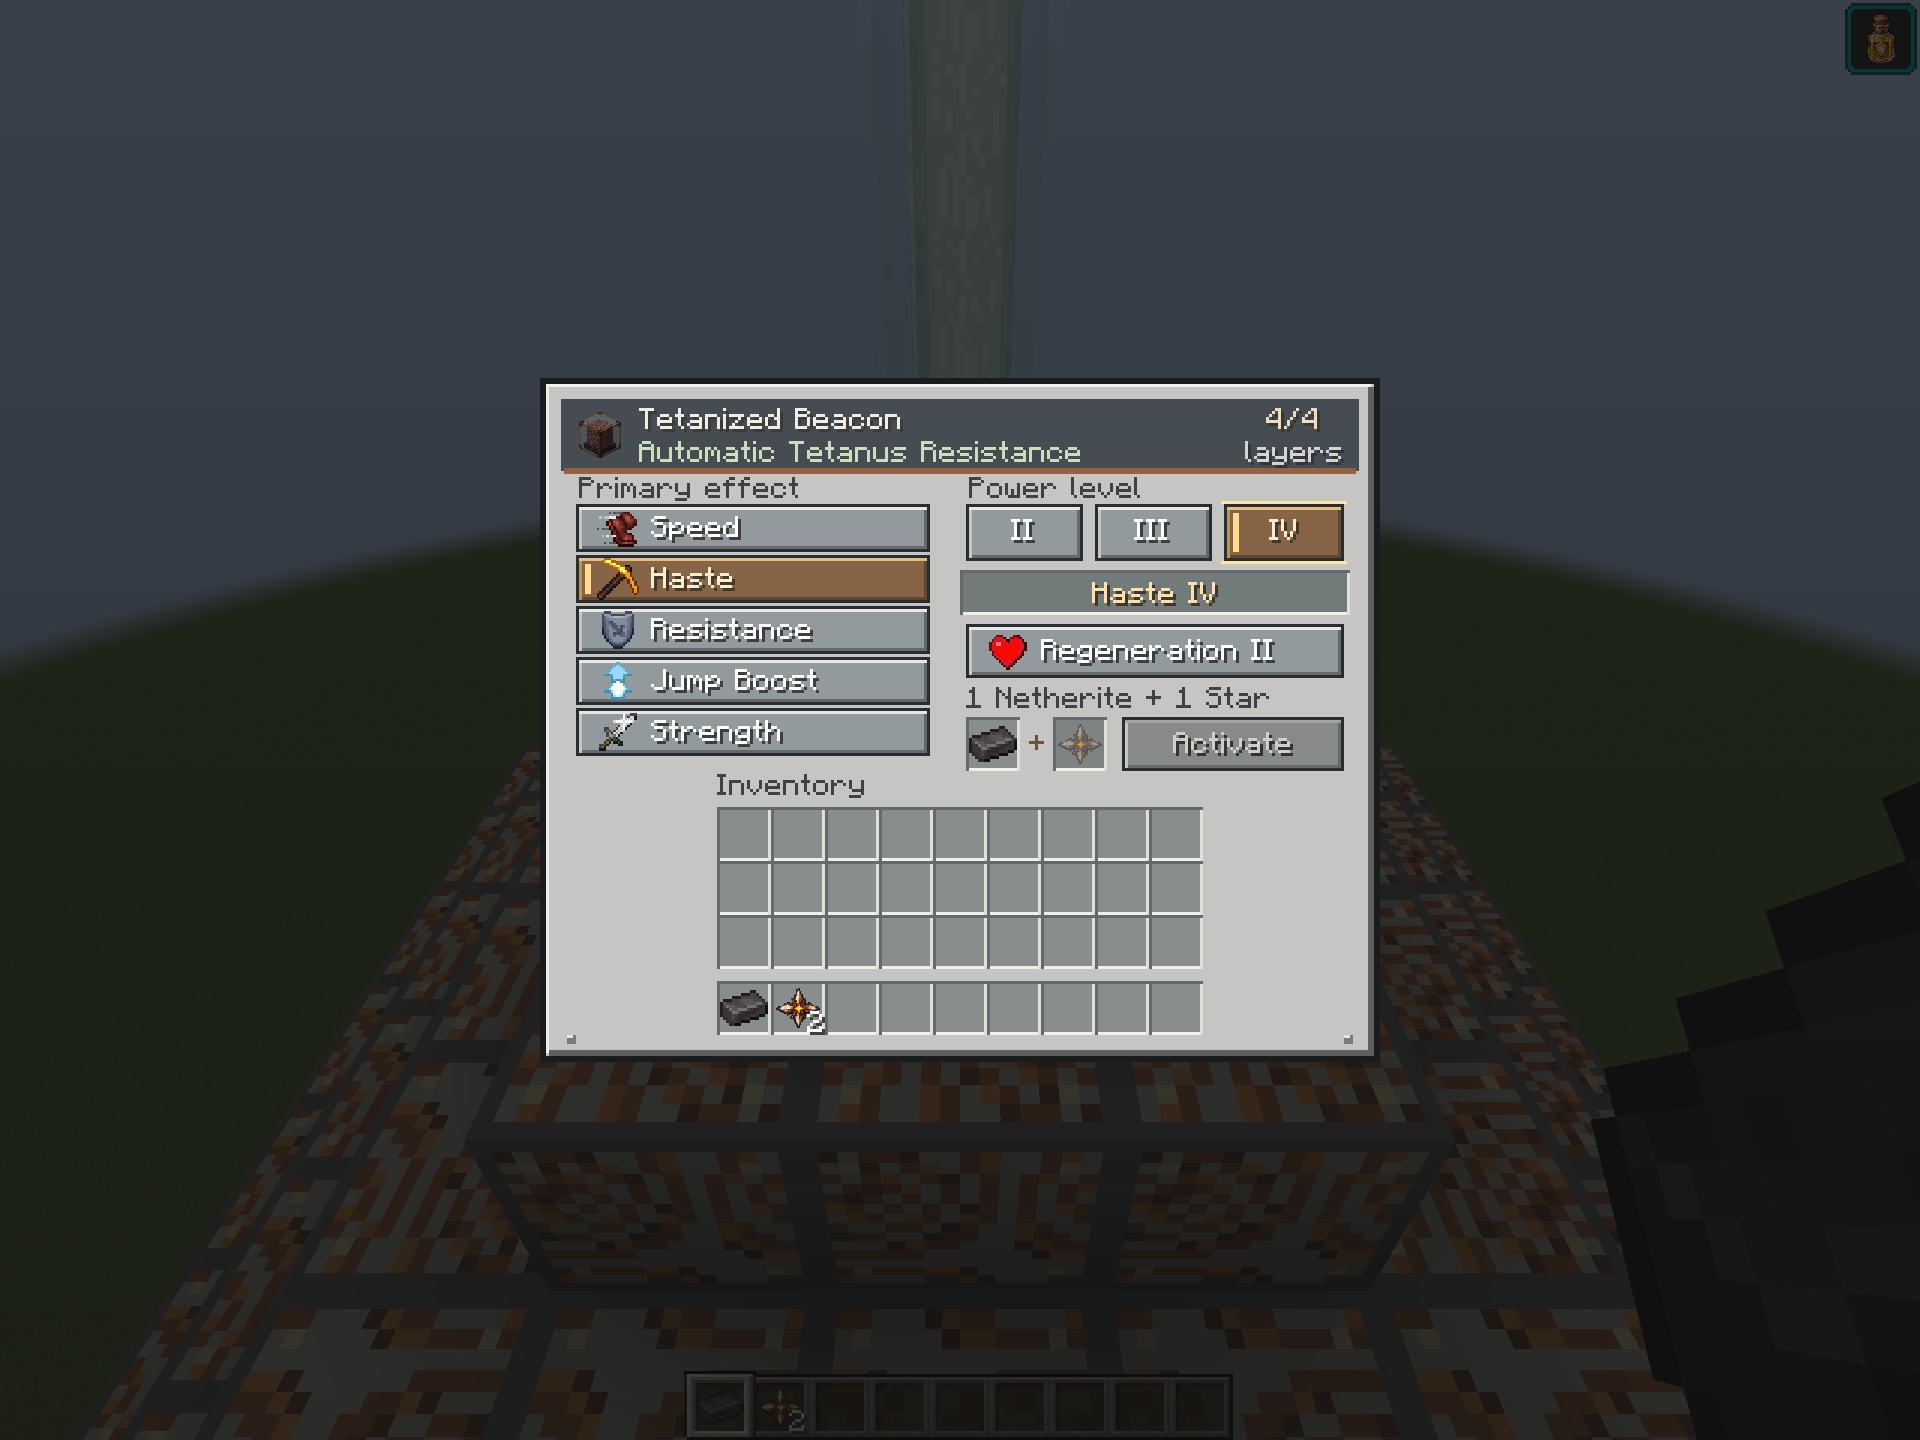 Tetanized Beacon
4/4
Automatic Tetanus Resistance
layers
Primary effect
Power level
Speed
II
III
IV
Haste
Haste IV
Resistance
Regeneration II
Jump Boost
1 Netherite + 1 Star
Strength
+
Activate
Inventory
2
2